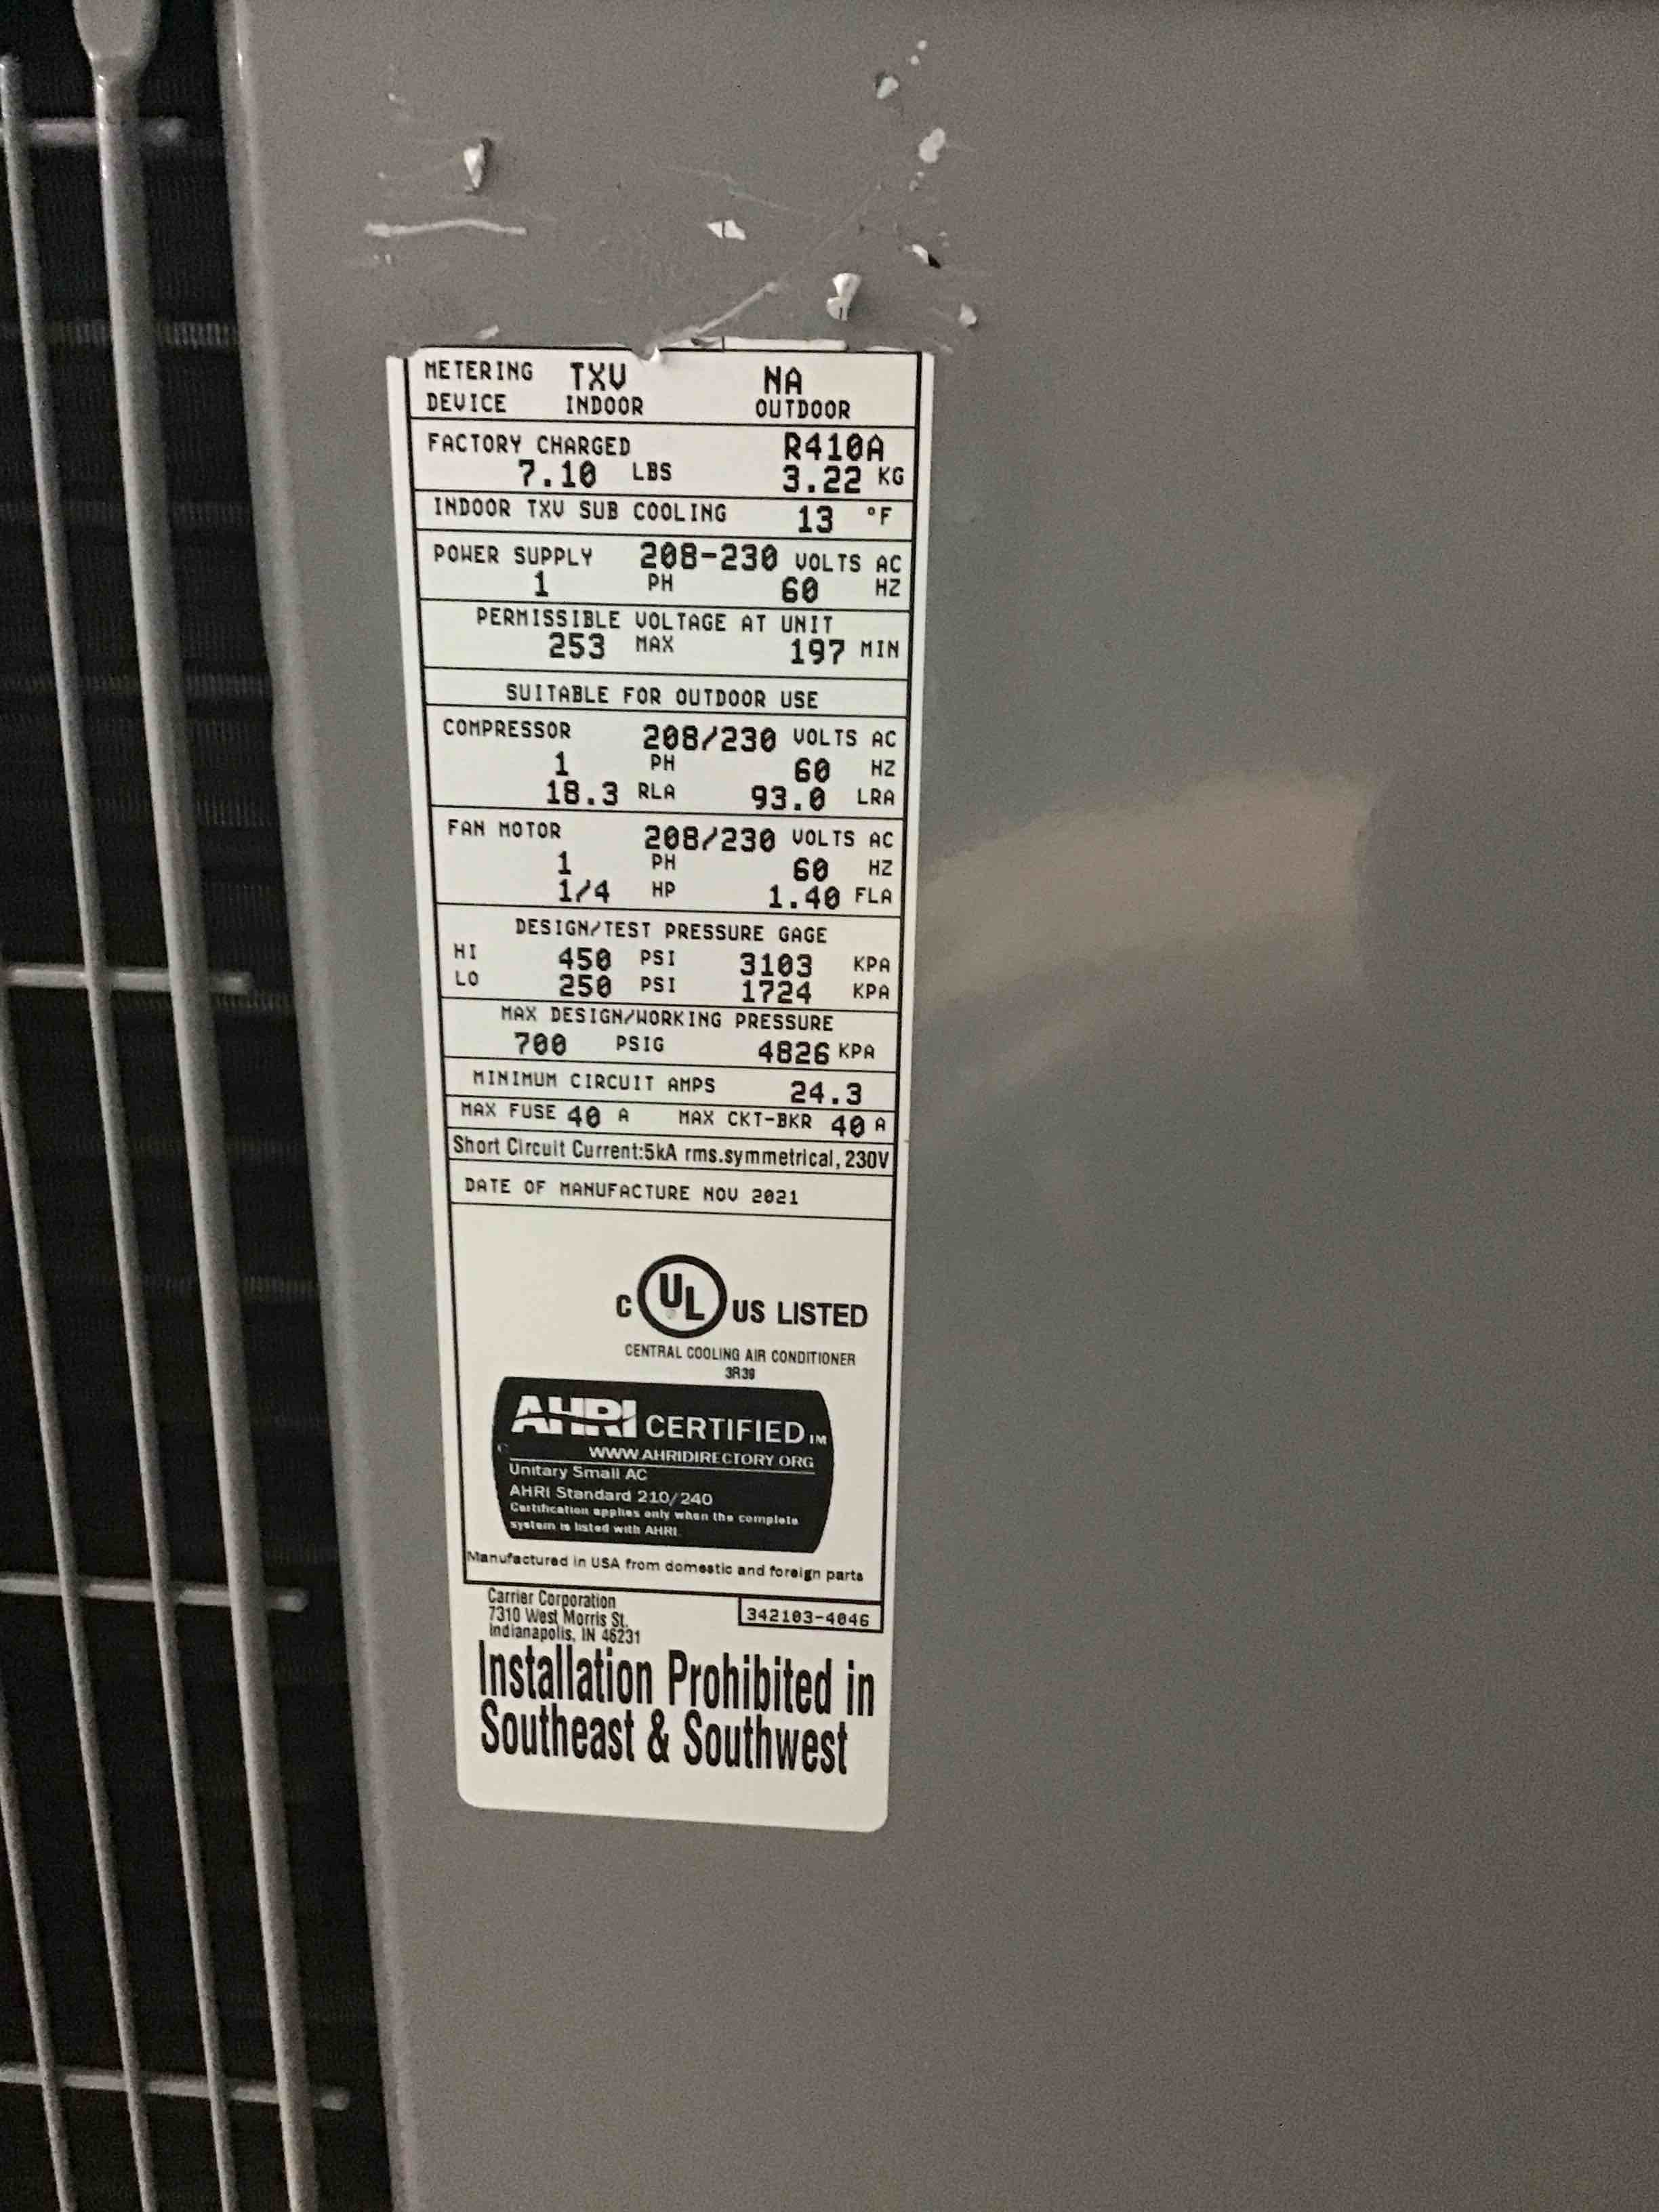 METERING TXV NA
DEVICE INDOOR OUTDOOR
FACTORY CHARGED R410A
7.10 LBS 3.22 KG
INDOOR TXV SUB COOLING 13 °F
POWER SUPPLY 208-230 VOLTS AC
1 PH 60 HZ
PERMISSIBLE VOLTAGE AT UNIT
253 MAX 197 MIN
SUITABLE FOR OUTDOOR USE
COMPRESSOR 208/230 VOLTS AC
1 PH 60 HZ
18.3 RLA 93.0 LRA
FAN MOTOR 208/230 VOLTS AC
1 PH 60 HZ
1/4 HP 1.40 FLA
DESIGN/TEST PRESSURE GAGE
HI 450 PSI 3103 KPA
LO 250 PSI 1724 KPA
MAX DESIGN/WORKING PRESSURE
700 PSIG 4826 KPA
MINIMUM CIRCUIT AMPS 24.3
MAX FUSE 40 A MAX CKT-BKR 40 A
Short Circuit Current:5kA rms.symmetrical, 230V
DATE OF MANUFACTURE NOV 2021
C UL US LISTED
CENTRAL COOLING AIR CONDITIONER
3R39
AHRI CERTIFIED TM
WWW.AHRIDIRECTORY.ORG
Unitary Small AC
AHRI Standard 210/240
Certification applies only when the complete
system is listed with AHRI.
Manufactured in USA from domestic and foreign parts
Carrier Corporation
7310 West Morris St.
Indianapolis, IN 46231
342103-4046
Installation Prohibited in
Southeast & Southwest